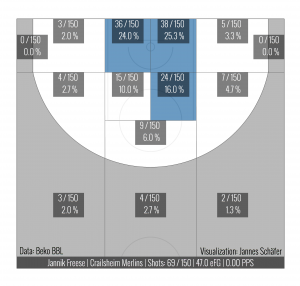 3 / 150
2.0 %
36 / 150
24.0 %
38 / 150
25.3 %
5 / 150
3.3 %
0 / 150
0.0 %
0 / 150
0.0 %
4 / 150
2.7 %
15 / 150
10.0 %
24 / 150
16.0 %
7 / 150
4.7 %
9 / 150
6.0 %
3 / 150
2.0 %
4 / 150
2.7 %
2 / 150
1.3 %
Data: Beko BBL
Visualization: Jannes Schäfer
Jannik Freese | Crailsheim Merlins | Shots: 69 / 150 | 47.0 eFG | 0.00 PPS